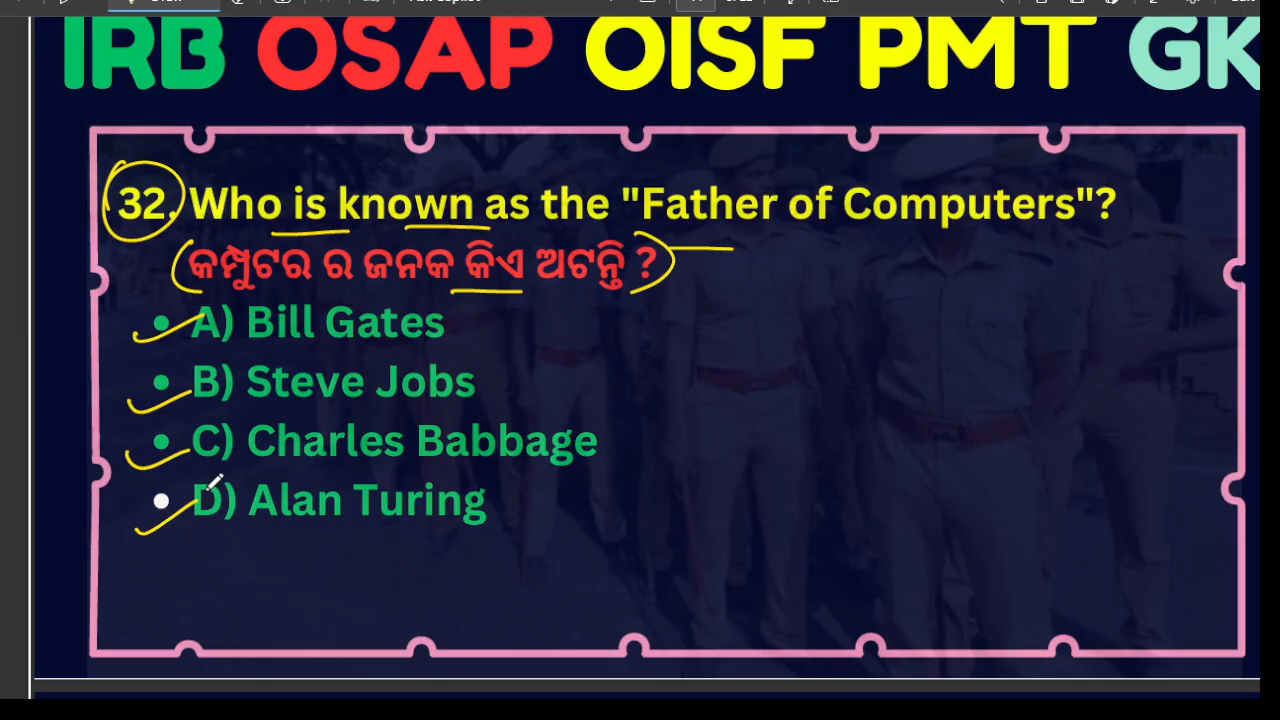 IRB OSAP OISF PMT GK
32. Who is known as the "Father of Computers"?
କମ୍ପୁଟର ର ଜନକ କିଏ ଅଟନ୍ତି ?
• A) Bill Gates
• B) Steve Jobs
• C) Charles Babbage
• D) Alan Turing